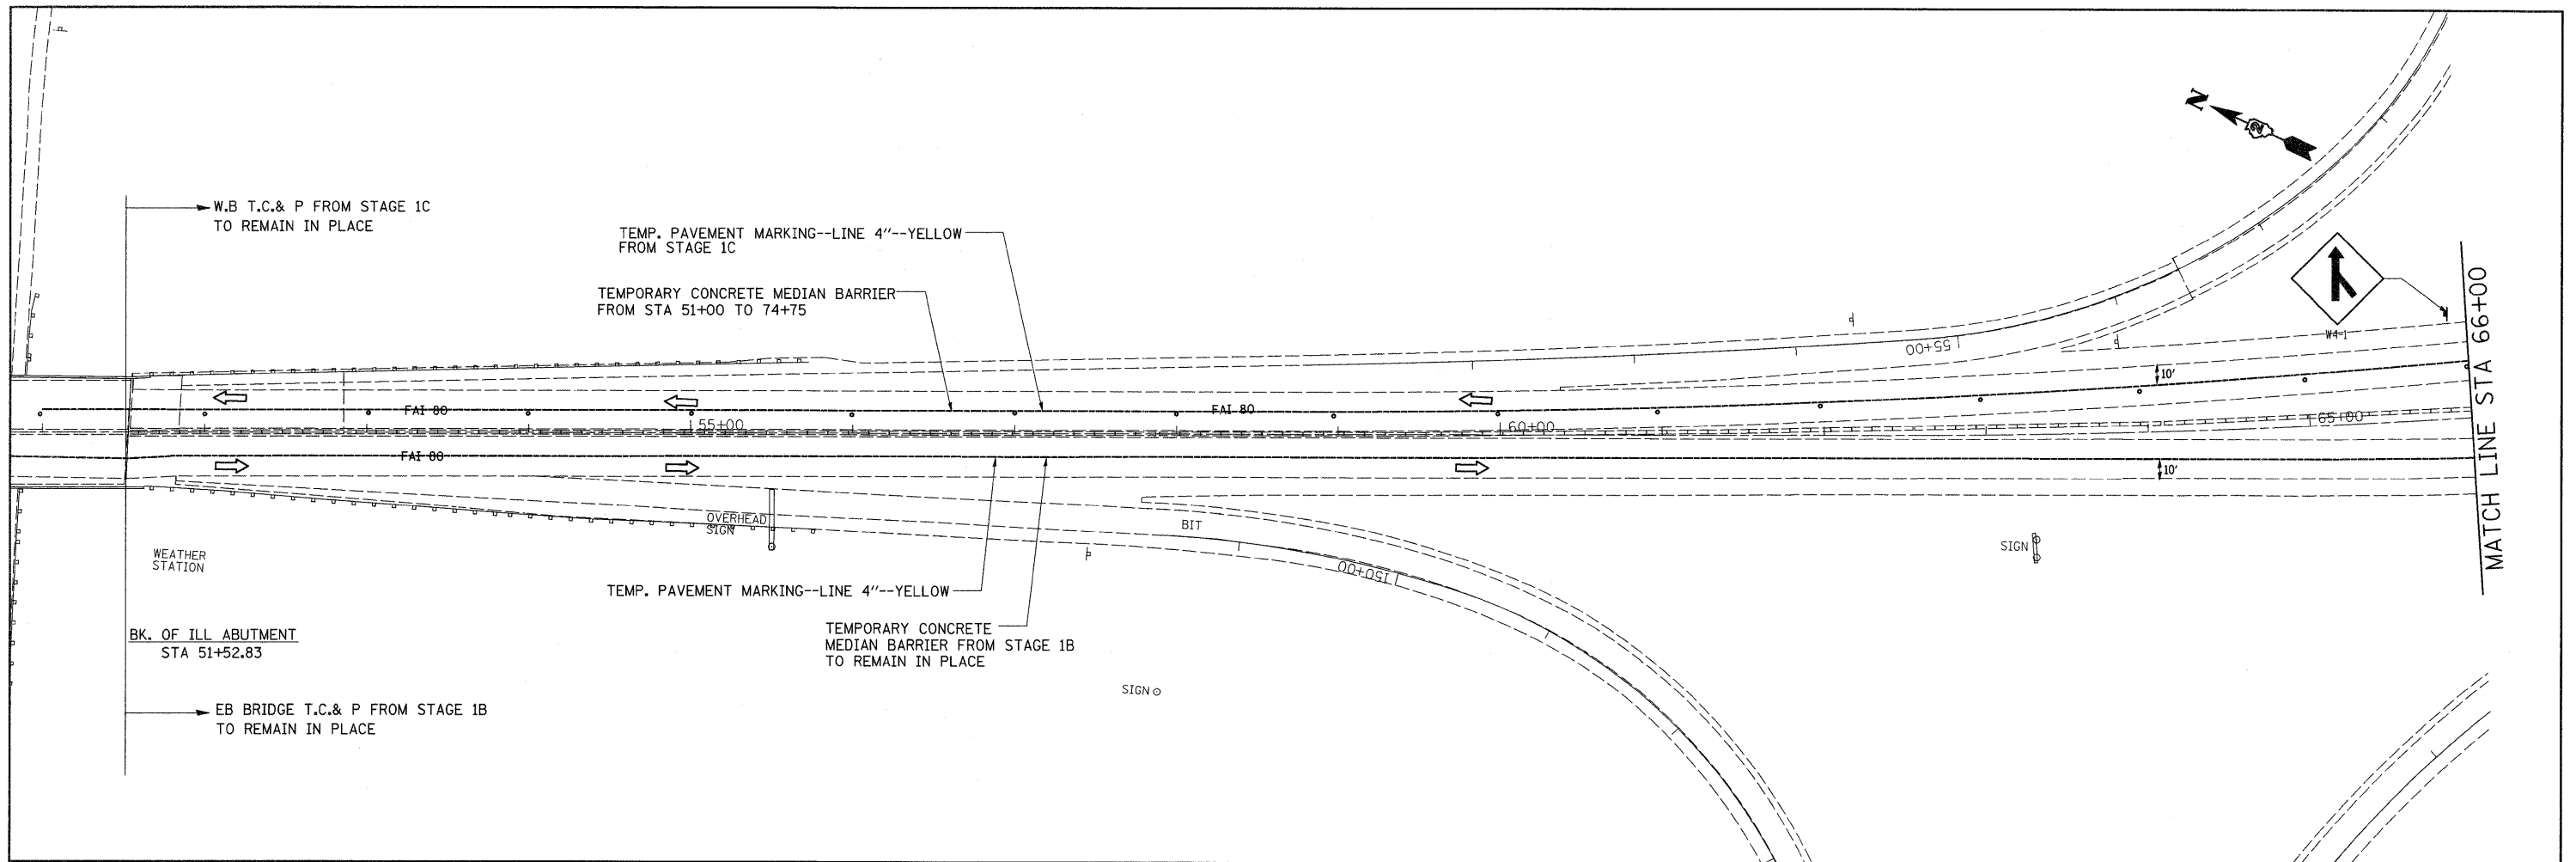 N
2
W.B T.C.& P FROM STAGE 1C
TO REMAIN IN PLACE
TEMP. PAVEMENT MARKING--LINE 4"--YELLOW
FROM STAGE 1C
TEMPORARY CONCRETE MEDIAN BARRIER
FROM STA 51+00 TO 74+75
W4-1
55+00
10'
MATCH LINE STA 66+00
FAI 80
FAI 80
55+00
60+00
65+00
FAI 80
10'
OVERHEAD
SIGN
BIT
SIGN
WEATHER
STATION
150+00
TEMP. PAVEMENT MARKING--LINE 4"--YELLOW
TEMPORARY CONCRETE
MEDIAN BARRIER FROM STAGE 1B
TO REMAIN IN PLACE
BK. OF ILL ABUTMENT
STA 51+52.83
SIGN
EB BRIDGE T.C.& P FROM STAGE 1B
TO REMAIN IN PLACE